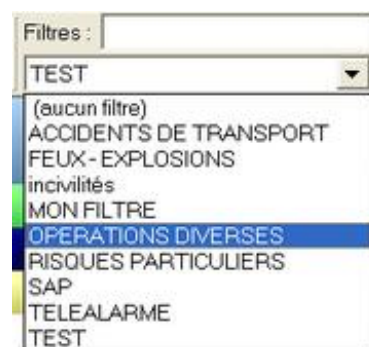 Filtres :
TEST
(aucun filtre)
ACCIDENTS DE TRANSPORT
FEUX - EXPLOSIONS
incivilités
MON FILTRE
OPERATIONS DIVERSES
RISQUES PARTICULIERS
SAP
TELEALARME
TEST